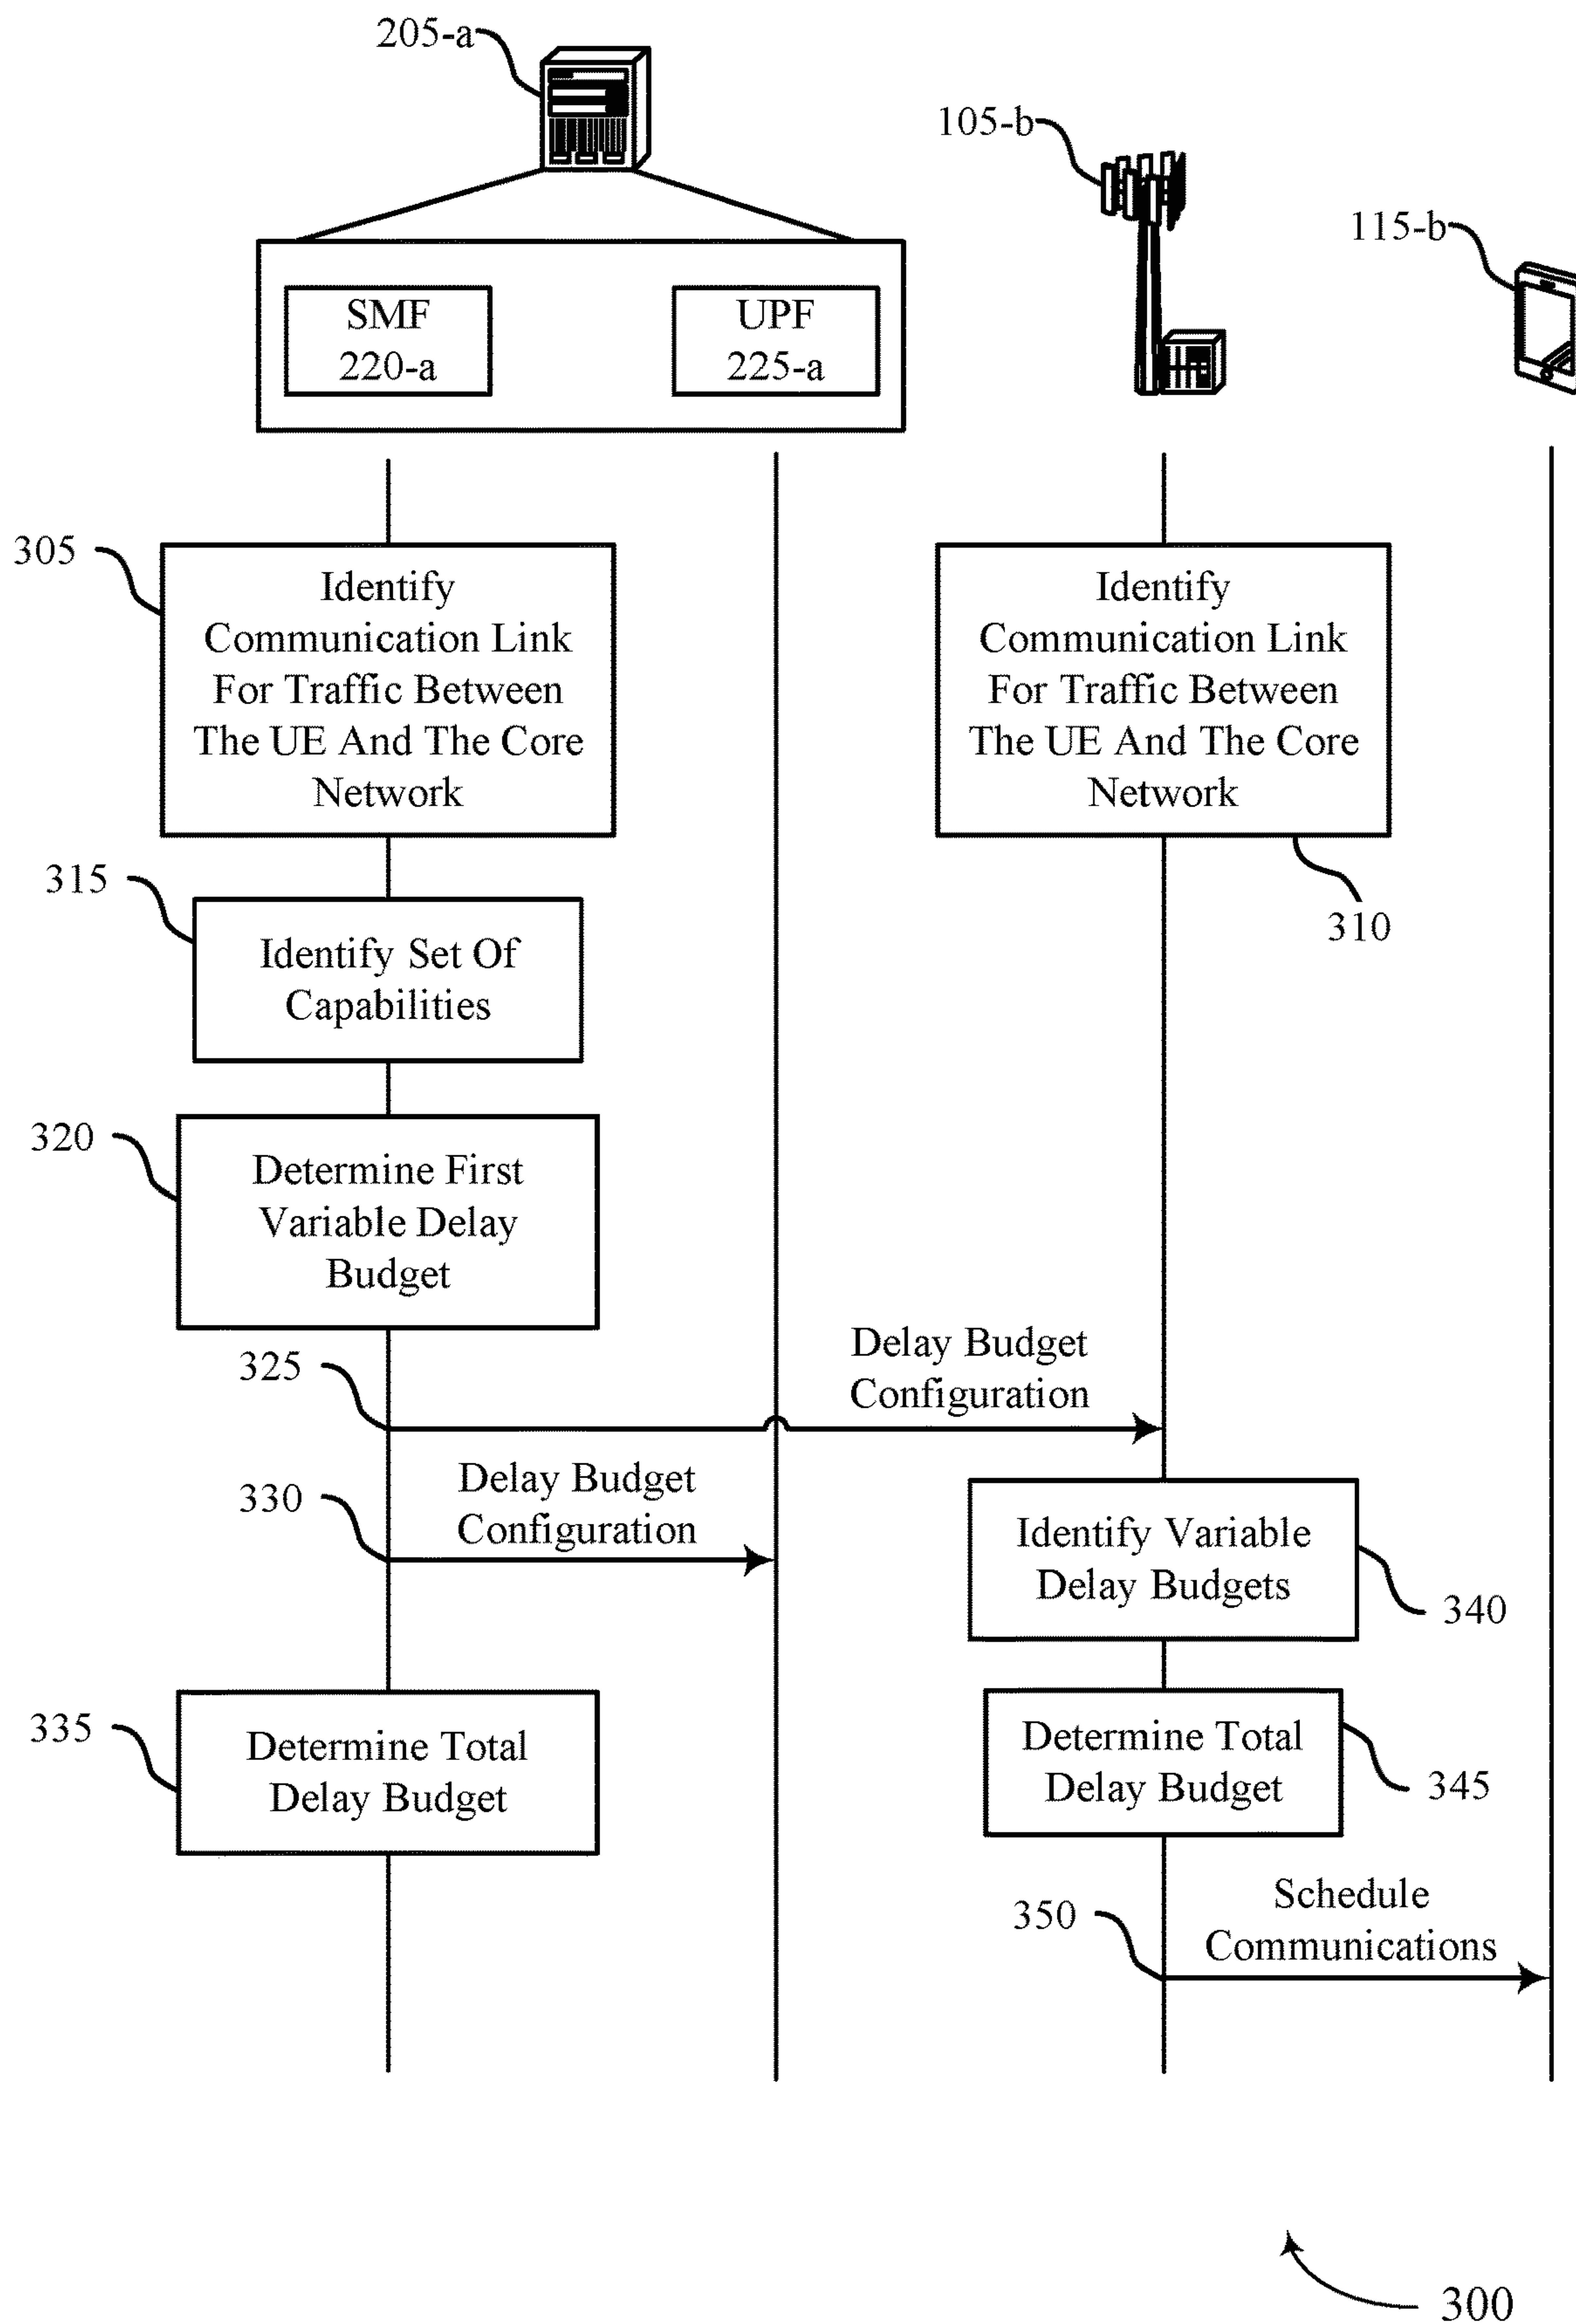 205-a
105-b
115-b
SMF
220-a
UPF
225-a
305
Identify
Communication Link
For Traffic Between
The UE And The Core
Network
Identify
Communication Link
For Traffic Between
The UE And The Core
Network
310
315
Identify Set Of
Capabilities
320
Determine First
Variable Delay
Budget
325
Delay Budget
Configuration
330
Delay Budget
Configuration
Identify Variable
Delay Budgets
340
335
Determine Total
Delay Budget
Determine Total
Delay Budget
345
350
Schedule
Communications
300